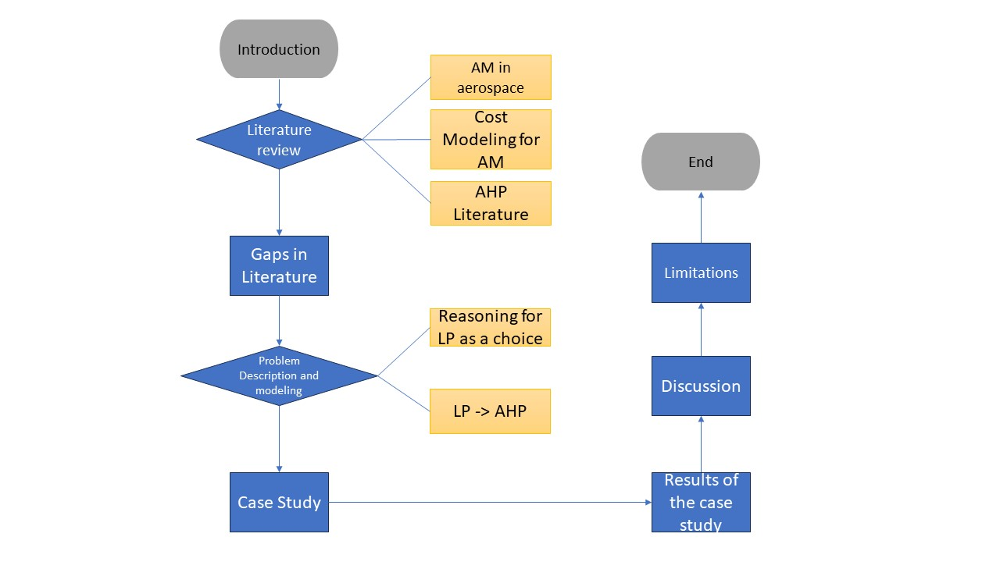 Introduction
Literature
review
AM in
aerospace
Cost
Modeling for
AM
AHP
Literature
Gaps in
Literature
Problem
Description and
modeling
Reasoning for
LP as a choice
LP -> AHP
Case Study
Results of
the case
study
Discussion
Limitations
End